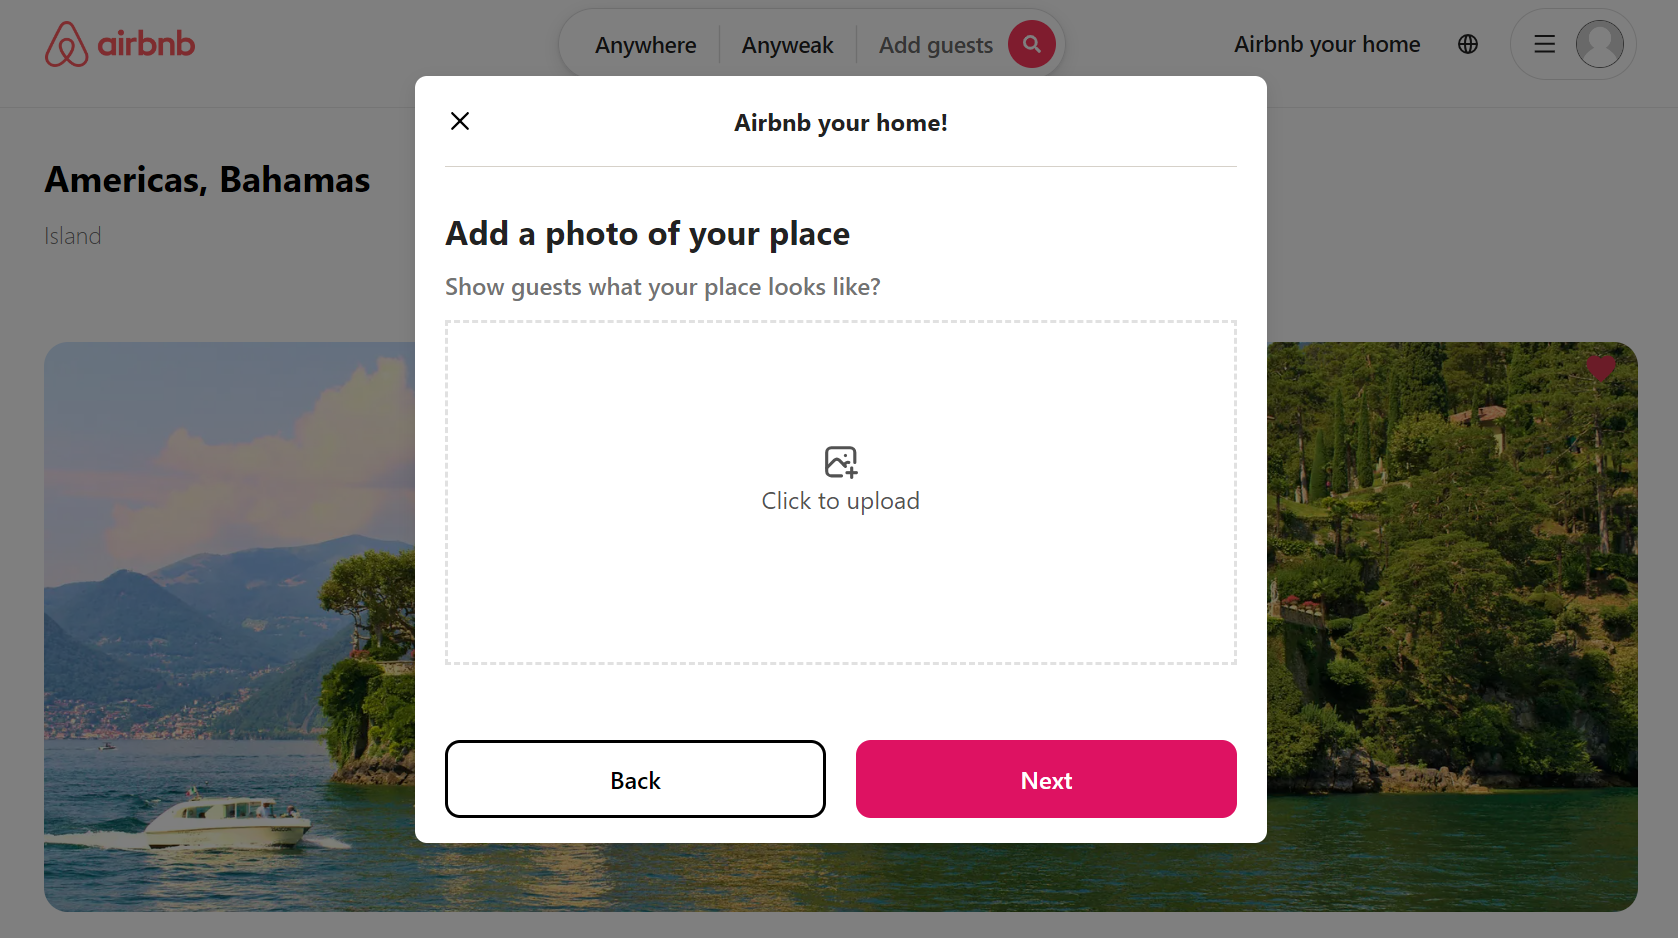 airbnb
Anywhere
Anyweak
Add guests
Airbnb your home
Americas, Bahamas
Island
Airbnb your home!
Add a photo of your place
Show guests what your place looks like?
Click to upload
Back
Next